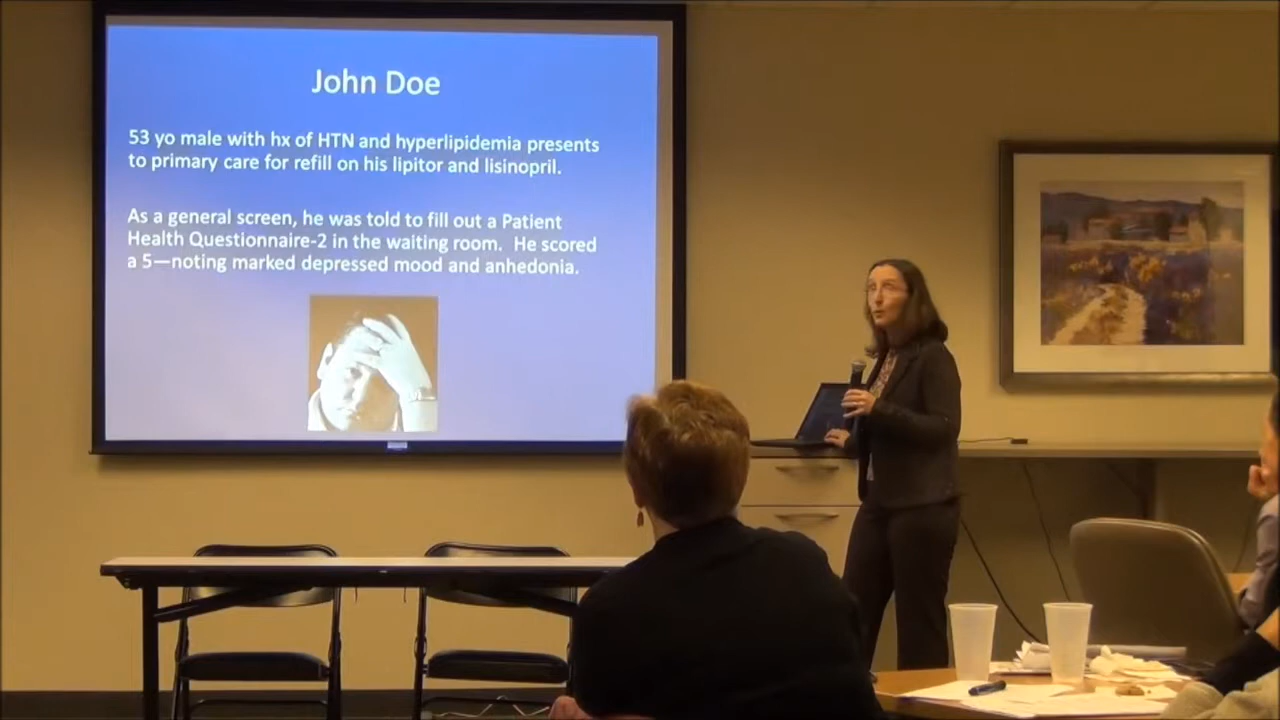 John Doe
53 yo male with hx of HTN and hyperlipidemia presents
to primary care for refill on his lipitor and lisinopril.
As a general screen, he was told to fill out a Patient
Health Questionnaire-2 in the waiting room.  He scored
a 5—noting marked depressed mood and anhedonia.